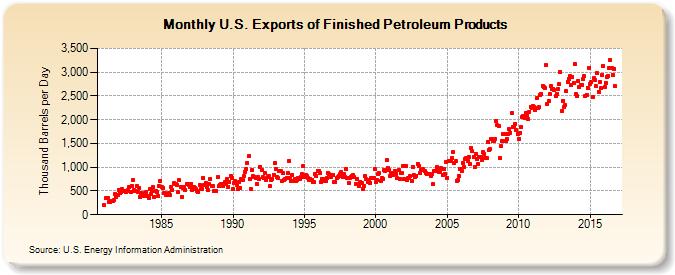 Monthly U.S. Exports of Finished Petroleum Products
Thousand Barrels per Day
3,500
3,000
2,500
2,000
1,500
1,000
500
0
1985 1990 1995 2000 2005 2010 2015
Source: U.S. Energy Information Administration